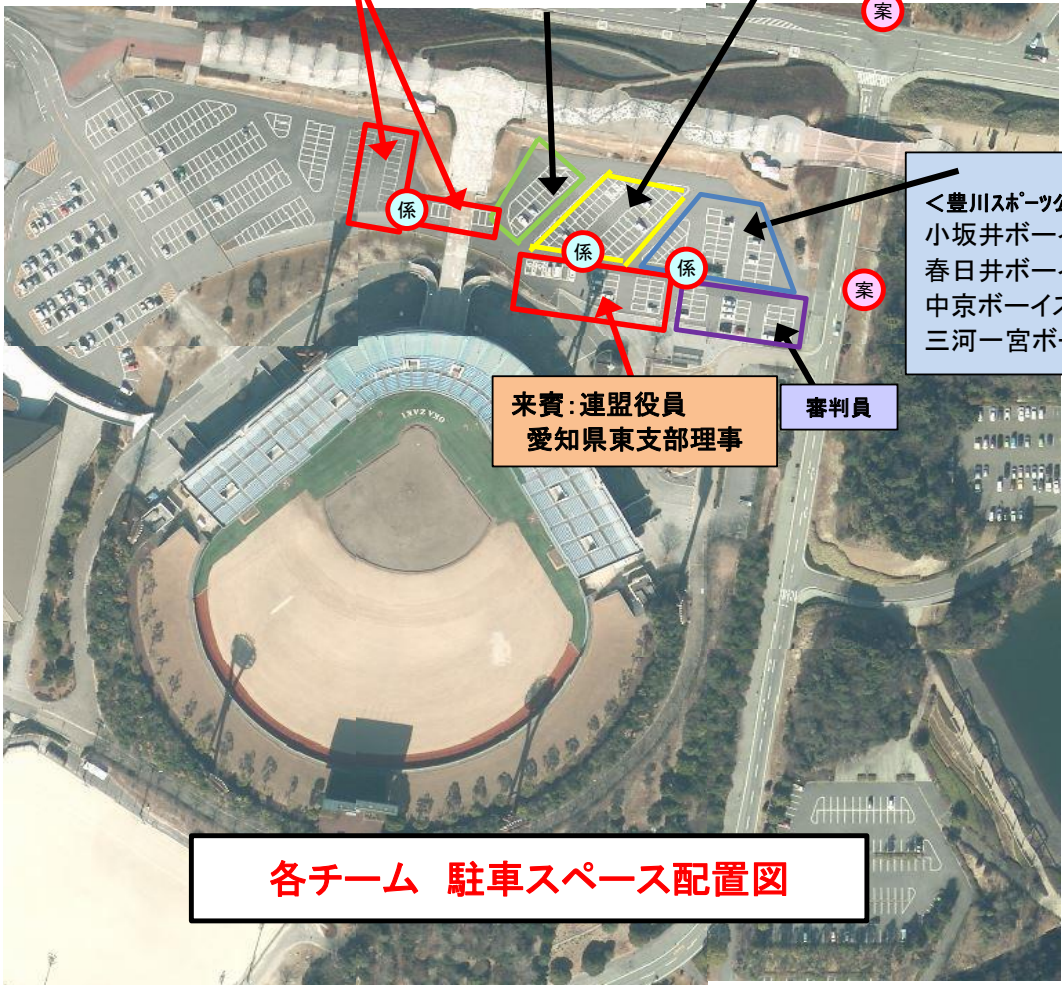 案
<豊川スポーツ公
小坂井ボーイ
春日井ボーイ
中京ボーイズ
三河一宮ボー
係
係
係
案
来賓:連盟役員
愛知県東支部理事
審判員
OKAZAKI
各チーム 駐車スペース配置図